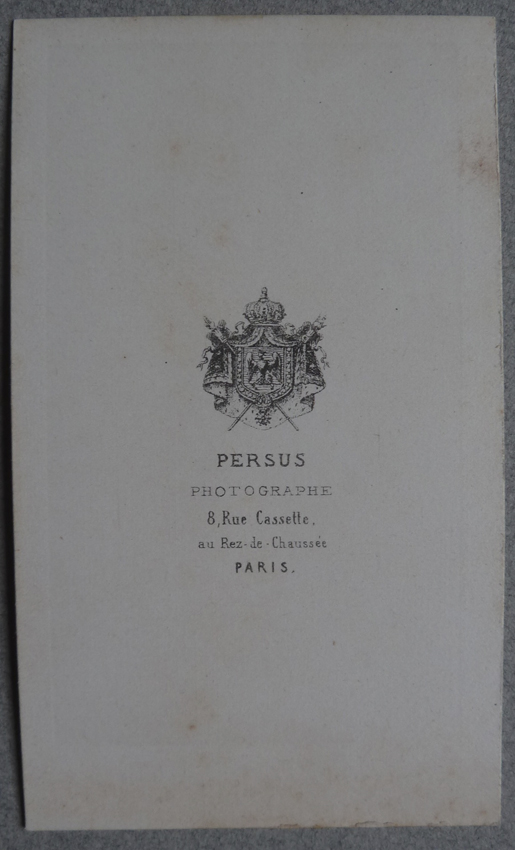 PERSUS
PHOTOGRAPHE
8, Rue Cassette.
au Rez-de-Chaussée
PARIS.